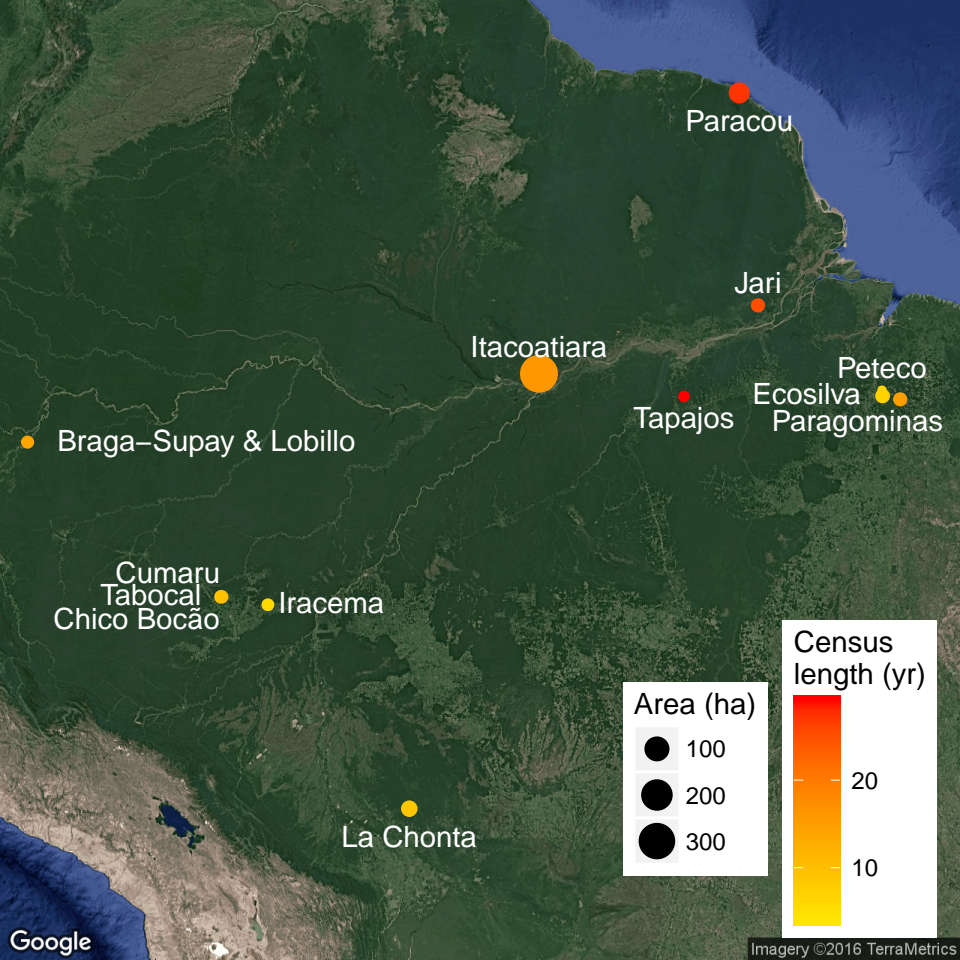 Paracou
Jari
Itacoatiara
Peteco
Ecosilva
Tapajos
Paragominas
Braga–Supay & Lobillo
Cumaru
Tabocal
Iracema
Chico Bocão
La Chonta
Census
length (yr)
20
10
Area (ha)
100
200
300
Google
Imagery ©2016 TerraMetrics